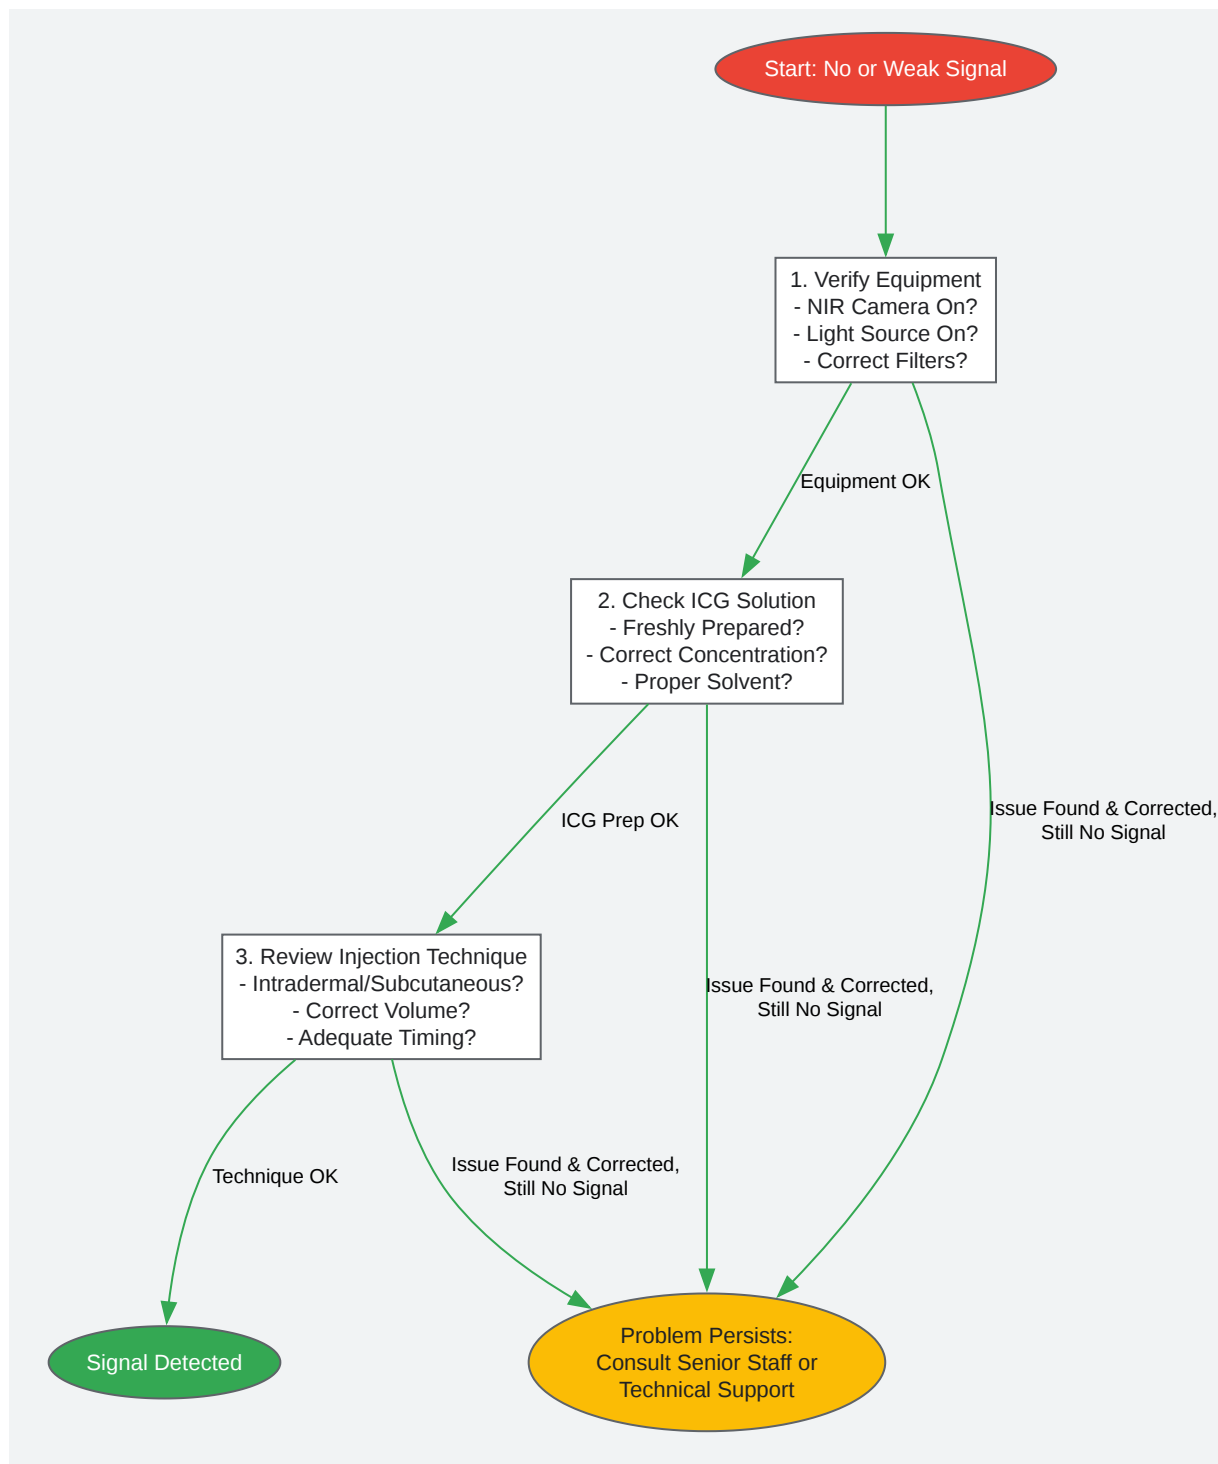 Start: No or Weak Signal
1. Verify Equipment
- NIR Camera On?
- Light Source On?
- Correct Filters?
Equipment OK
2. Check ICG Solution
- Freshly Prepared?
- Correct Concentration?
- Proper Solvent?
ICG Prep OK
Issue Found & Corrected,
Still No Signal
3. Review Injection Technique
- Intradermal/Subcutaneous?
- Correct Volume?
- Adequate Timing?
Issue Found & Corrected,
Still No Signal
Technique OK
Issue Found & Corrected,
Still No Signal
Signal Detected
Problem Persists:
Consult Senior Staff or
Technical Support